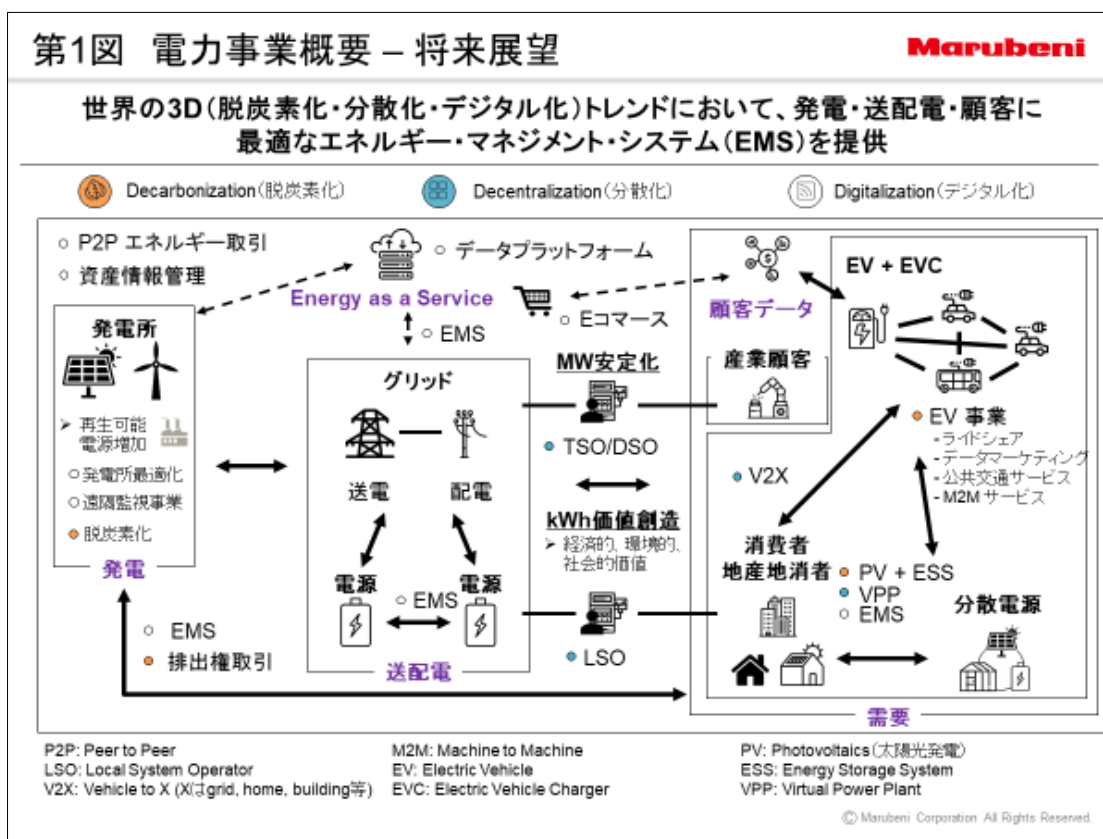 第1図 電力事業概要 – 将来展望
Marubeni
世界の3D(脱炭素化・分散化・デジタル化)トレンドにおいて、発電・送配電・顧客に
最適なエネルギー・マネジメント・システム(EMS)を提供
Decarbonization(脱炭素化)
Decentralization(分散化)
Digitalization(デジタル化)
○ P2P エネルギー取引
○ 資産情報管理
○ データプラットフォーム
Energy as a Service
○ Eコマース
○ EMS
顧客データ
EV + EVC
発電所
➢ 再生可能
電源増加
○発電所最適化
○遠隔監視事業
● 脱炭素化
発電
グリッド
送電
配電
電源
電源
○ EMS
送配電
MW安定化
● TSO/DSO
kWh価値創造
➢ 経済的、環境的、
社会的価値
● LSO
産業顧客
● EV 事業
- ライドシェア
- データマーケティング
- 公共交通サービス
- M2M サービス
● V2X
消費者
地産地消者
● PV + ESS
● VPP
○ EMS
分散電源
需要
○ EMS
● 排出権取引
P2P: Peer to Peer
LSO: Local System Operator
V2X: Vehicle to X (Xはgrid, home, building等)
M2M: Machine to Machine
EV: Electric Vehicle
EVC: Electric Vehicle Charger
PV: Photovoltaics(太陽光発電)
ESS: Energy Storage System
VPP: Virtual Power Plant
Ⓒ Marubeni Corporation All Rights Reserved.